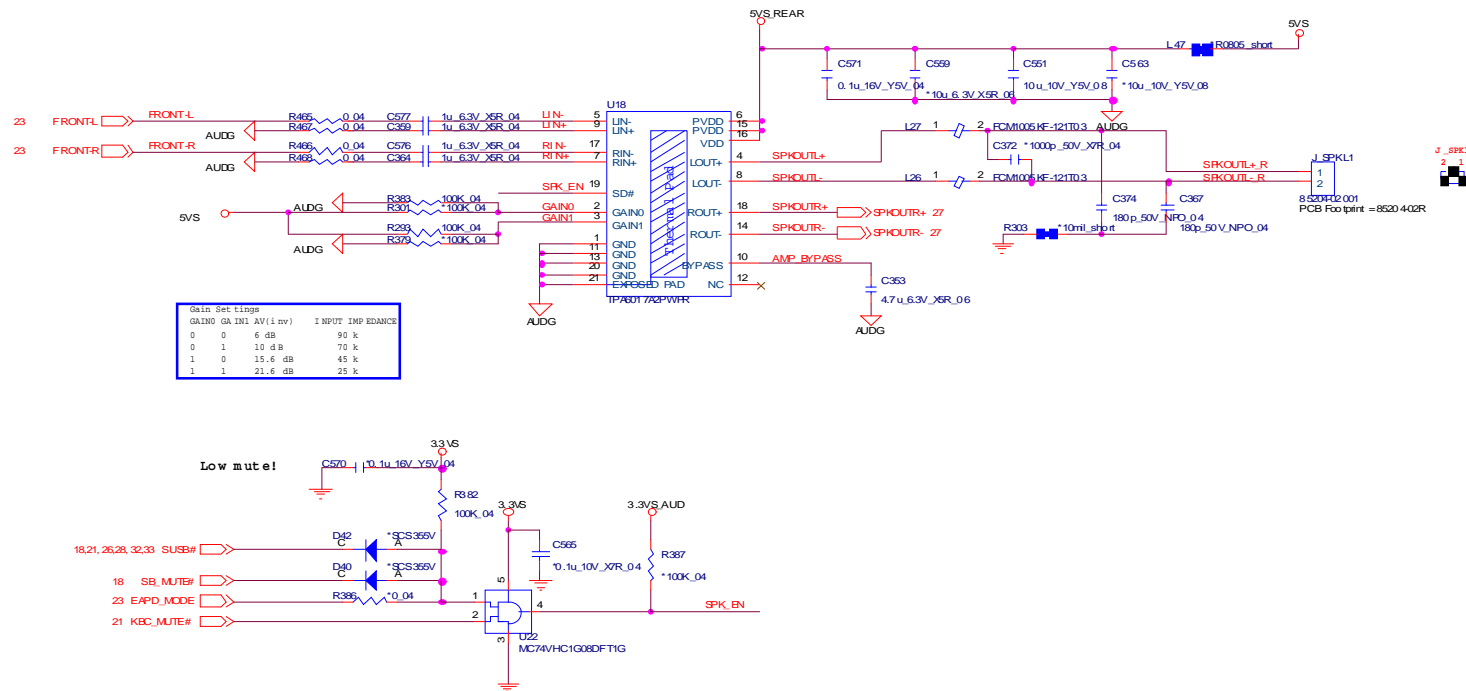 5VS_REAR
5VS
L47 R0805_short
C571 C559 C551 C563
0.1u_16V_Y5V_04 *10u_6.3V_X5R_06 10u_10V_Y5V_08 *10u_10V_Y5V_08
AUDG
U18
23 FRONT-L FRONT-L R465 0_04 C577 1u_6.3V_X5R_04 LIN- 5 LIN-
AUDG R467 0_04 C359 1u_6.3V_X5R_04 LIN+ 9 LIN+
23 FRONT-R FRONT-R R466 0_04 C576 1u_6.3V_X5R_04 RIN- 17 RIN-
AUDG R468 0_04 C364 1u_6.3V_X5R_04 RIN+ 7 RIN+
SPK_EN 19 SD#
AUDG R383 100K_04
5VS R301 *100K_04 GAIN0 2 GAIN0
GAIN1 3 GAIN1
R293 100K_04
AUDG R379 *100K_04
1 GND
11 GND
13 GND
20 GND
21 EXPOSED PAD
AUDG
Thermal Pad
TPA6017A2PWPR
PVDD 6
PVDD 15
VDD 16
LOUT+ 4 SPKOUTL+
LOUT- 8 SPKOUTL-
ROUT+ 18 SPKOUTR+ SPKOUTR+ 27
ROUT- 14 SPKOUTR- SPKOUTR- 27
BYPASS 10 AMP_BYPASS
NC 12
C353
4.7u_6.3V_X5R_06
AUDG
L27 1 2 FCM1005KF-121T03
C372 *1000p_50V_X7R_04
L26 1 2 FCM1005KF-121T03
C374
180p_50V_NPO_04
C367
180p_50V_NPO_04
R303 *10mil_short
SPKOUTL+_R
SPKOUTL-_R
J_SPKL1
1
2
85204-02001
PCB Footprint = 85204-02R
2 1
Gain Settings
GAIN0 GAIN1 AV(inv) INPUT IMPEDANCE
0 0 6 dB 90 k
0 1 10 dB 70 k
1 0 15.6 dB 45 k
1 1 21.6 dB 25 k
Low mute!
3.3VS
C570 *0.1u_16V_Y5V_04
R382
100K_04
18,21,26,28,32,33 SUSB# C D42 A *SCS355V
18 SB_MUTE# C D40 A *SCS355V
23 EAPD_MODE R386 *0_04
21 KBC_MUTE#
3.3VS
C565
*0.1u_10V_X7R_04
5
1
2
4
3
U22
MC74VHC1G08DFT1G
3.3VS_AUD
R387
*100K_04
SPK_EN